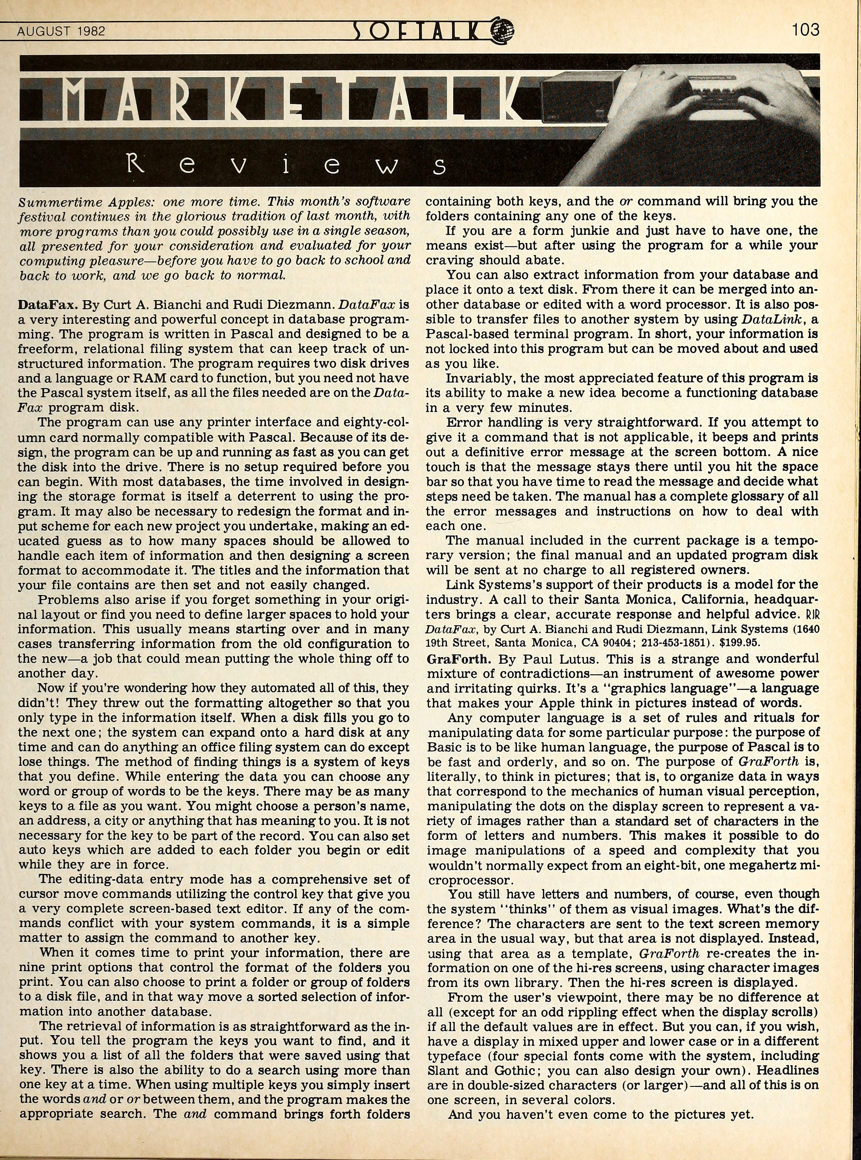 AUGUST 1982
SOFTALK
103
MARKETALK
Reviews
Summertime Apples: one more time. This month's software
festival continues in the glorious tradition of last month, with
more programs than you could possibly use in a single season,
all presented for your consideration and evaluated for your
computing pleasure—before you have to go back to school and
back to work, and we go back to normal.
DataFax. By Curt A. Bianchi and Rudi Diezmann. DataFax is
a very interesting and powerful concept in database program-
ming. The program is written in Pascal and designed to be a
freeform, relational filing system that can keep track of un-
structured information. The program requires two disk drives
and a language or RAM card to function, but you need not have
the Pascal system itself, as all the files needed are on the Data-
Fax program disk.
The program can use any printer interface and eighty-col-
umn card normally compatible with Pascal. Because of its de-
sign, the program can be up and running as fast as you can get
the disk into the drive. There is no setup required before you
can begin. With most databases, the time involved in design-
ing the storage format is itself a deterrent to using the pro-
gram. It may also be necessary to redesign the format and in-
put scheme for each new project you undertake, making an ed-
ucated guess as to how many spaces should be allowed to
handle each item of information and then designing a screen
format to accommodate it. The titles and the information that
your file contains are then set and not easily changed.
Problems also arise if you forget something in your origi-
nal layout or find you need to define larger spaces to hold your
information. This usually means starting over and in many
cases transferring information from the old configuration to
the new—a job that could mean putting the whole thing off to
another day.
Now if you're wondering how they automated all of this, they
didn't! They threw out the formatting altogether so that you
only type in the information itself. When a disk fills you go to
the next one; the system can expand onto a hard disk at any
time and can do anything an office filing system can do except
lose things. The method of finding things is a system of keys
that you define. While entering the data you can choose any
word or group of words to be the keys. There may be as many
keys to a file as you want. You might choose a person's name,
an address, a city or anything that has meaning to you. It is not
necessary for the key to be part of the record. You can also set
auto keys which are added to each folder you begin or edit
while they are in force.
The editing-data entry mode has a comprehensive set of
cursor move commands utilizing the control key that give you
a very complete screen-based text editor. If any of the com-
mands conflict with your system commands, it is a simple
matter to assign the command to another key.
When it comes time to print your information, there are
nine print options that control the format of the folders you
print. You can also choose to print a folder or group of folders
to a disk file, and in that way move a sorted selection of infor-
mation into another database.
The retrieval of information is as straightforward as the in-
put. You tell the program the keys you want to find, and it
shows you a list of all the folders that were saved using that
key. There is also the ability to do a search using more than
one key at a time. When using multiple keys you simply insert
the words and or or between them, and the program makes the
appropriate search. The and command brings forth folders
containing both keys, and the or command will bring you the
folders containing any one of the keys.
If you are a form junkie and just have to have one, the
means exist—but after using the program for a while your
craving should abate.
You can also extract information from your database and
place it onto a text disk. From there it can be merged into an-
other database or edited with a word processor. It is also pos-
sible to transfer files to another system by using DataLink, a
Pascal-based terminal program. In short, your information is
not locked into this program but can be moved about and used
as you like.
Invariably, the most appreciated feature of this program is
its ability to make a new idea become a functioning database
in a very few minutes.
Error handling is very straightforward. If you attempt to
give it a command that is not applicable, it beeps and prints
out a definitive error message at the screen bottom. A nice
touch is that the message stays there until you hit the space
bar so that you have time to read the message and decide what
steps need be taken. The manual has a complete glossary of all
the error messages and instructions on how to deal with
each one.
The manual included in the current package is a tempo-
rary version; the final manual and an updated program disk
will be sent at no charge to all registered owners.
Link Systems's support of their products is a model for the
industry. A call to their Santa Monica, California, headquar-
ters brings a clear, accurate response and helpful advice. RJR
DataFax, by Curt A. Bianchi and Rudi Diezmann, Link Systems (1640
19th Street, Santa Monica, CA 90404; 213-453-1851). $199.95.
GraForth. By Paul Lutus. This is a strange and wonderful
mixture of contradictions—an instrument of awesome power
and irritating quirks. It's a "graphics language"—a language
that makes your Apple think in pictures instead of words.
Any computer language is a set of rules and rituals for
manipulating data for some particular purpose: the purpose of
Basic is to be like human language, the purpose of Pascal is to
be fast and orderly, and so on. The purpose of GraForth is,
literally, to think in pictures; that is, to organize data in ways
that correspond to the mechanics of human visual perception,
manipulating the dots on the display screen to represent a va-
riety of images rather than a standard set of characters in the
form of letters and numbers. This makes it possible to do
image manipulations of a speed and complexity that you
wouldn't normally expect from an eight-bit, one megahertz mi-
croprocessor.
You still have letters and numbers, of course, even though
the system "thinks" of them as visual images. What's the dif-
ference? The characters are sent to the text screen memory
area in the usual way, but that area is not displayed. Instead,
using that area as a template, GraForth re-creates the in-
formation on one of the hi-res screens, using character images
from its own library. Then the hi-res screen is displayed.
From the user's viewpoint, there may be no difference at
all (except for an odd rippling effect when the display scrolls)
if all the default values are in effect. But you can, if you wish,
have a display in mixed upper and lower case or in a different
typeface (four special fonts come with the system, including
Slant and Gothic; you can also design your own). Headlines
are in double-sized characters (or larger)—and all of this is on
one screen, in several colors.
And you haven't even come to the pictures yet.